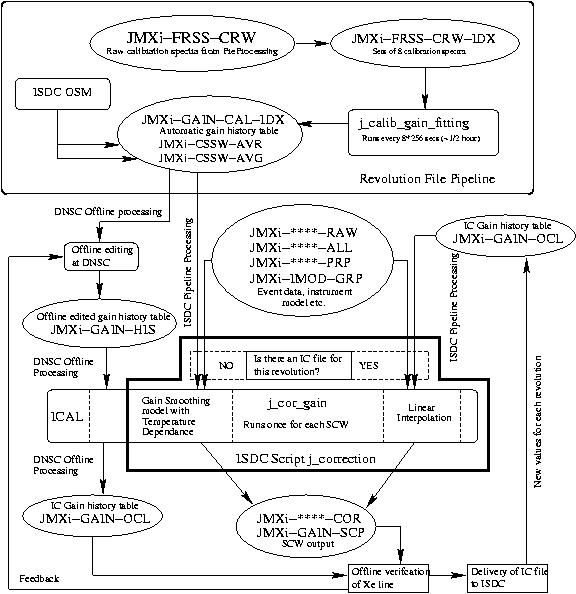 JMXi-FRSS-CRW
Raw calibration spectra from PreProcessing
JMXi-FRSS-CRW-IDX
Sets of 8 calibration spectra
ISDC OSM
JMXi-GAIN-CAL-IDX
Automatic gain history table
JMXi-CSSW-AVR
JMXi-CSSW-AVG
j_calib_gain_fitting
Runs every 8*256 secs (~1/2 hour)
Revolution File Pipeline
DNSC Offline processing
Offline editing
at DNSC
ISDC Pipeline Processing
JMXi-****-RAW
JMXi-****-ALL
JMXi-****-PRP
JMXi-IMOD-GRP
Event data, instrument
model etc.
IC Gain history table
JMXi-GAIN-OCL
ISDC Pipeline Processing
Offline edited gain history table
JMXi-GAIN-HIS
DNSC Offline
Processing
NO
Is there an IC file for
this revolution?
YES
ICAL
Gain Smoothing
model with
Temperature
Dependance
j_cor_gain
Runs once for each SCW
Linear
Interpolation
ISDC Script j_correction
DNSC Offline
Processing
New values for each revolution
IC Gain history table
JMXi-GAIN-OCL
JMXi-****-COR
JMXi-GAIN-SCP
SCW output
Feedback
Offline verifcation
of Xe line
Delivery of IC file
to ISDC